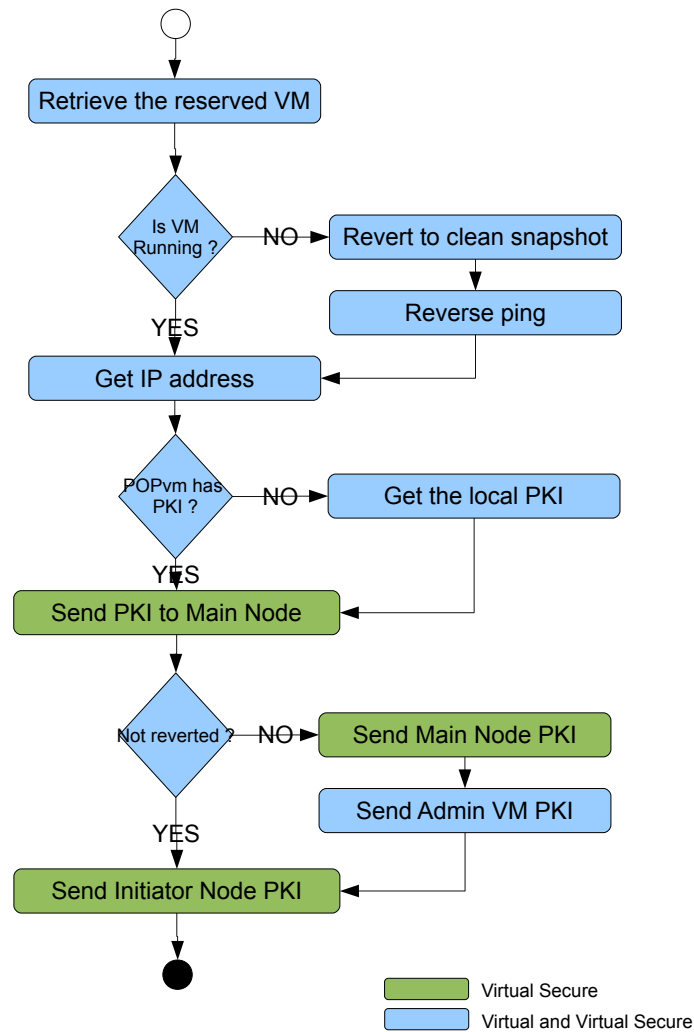 Retrieve the reserved VM
Is VM
Running ?
NO
Revert to clean snapshot
Reverse ping
YES
Get IP address
POPvm has
PKI ?
NO
Get the local PKI
YES
Send PKI to Main Node
Not reverted ?
NO
Send Main Node PKI
Send Admin VM PKI
YES
Send Initiator Node PKI
Virtual Secure
Virtual and Virtual Secure